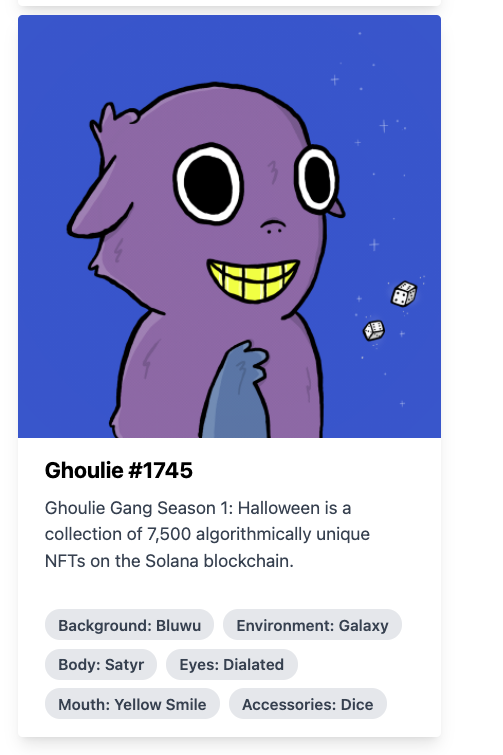 Ghoulie #1745
Ghoulie Gang Season 1: Halloween is a
collection of 7,500 algorithmically unique
NFTs on the Solana blockchain.
Background: Bluwu Environment: Galaxy
Body: Satyr Eyes: Dialated
Mouth: Yellow Smile Accessories: Dice